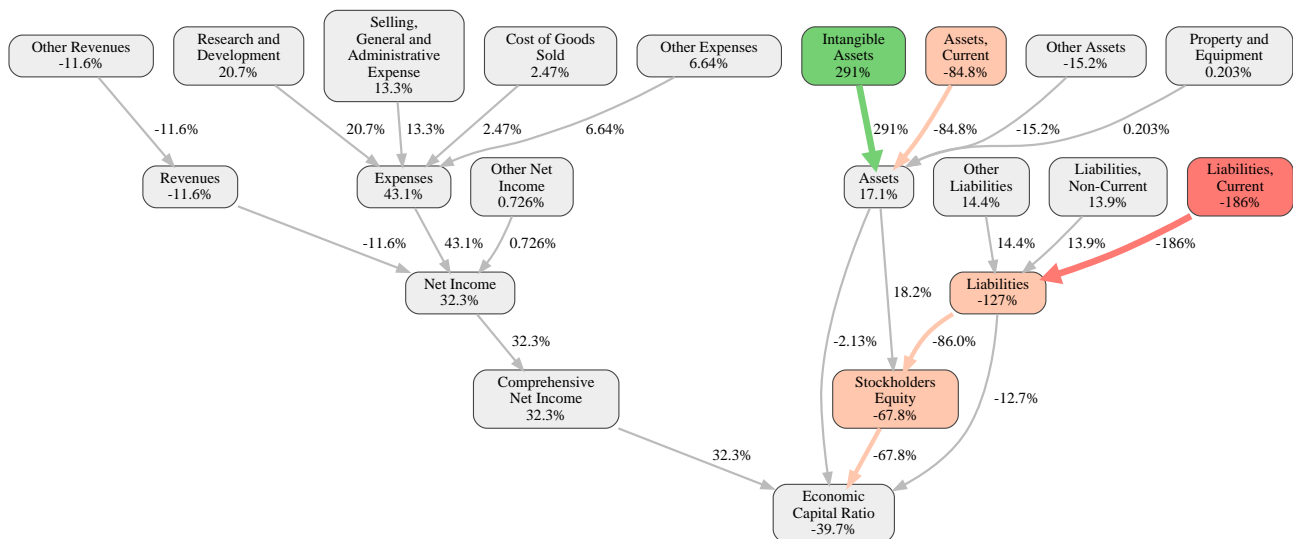 Other Revenues
-11.6%
Research and
Development
20.7%
Selling,
General and
Administrative
Expense
13.3%
Cost of Goods
Sold
2.47%
Other Expenses
6.64%
Intangible
Assets
291%
Assets,
Current
-84.8%
Other Assets
-15.2%
Property and
Equipment
0.203%
-11.6%
20.7%
13.3%
2.47%
6.64%
291%
-84.8%
-15.2%
0.203%
Revenues
-11.6%
Expenses
43.1%
Other Net
Income
0.726%
Assets
17.1%
Other
Liabilities
14.4%
Liabilities,
Non-Current
13.9%
Liabilities,
Current
-186%
-11.6%
43.1%
0.726%
14.4%
13.9%
-186%
Net Income
32.3%
18.2%
Liabilities
-127%
32.3%
-2.13%
-86.0%
Comprehensive
Net Income
32.3%
Stockholders
Equity
-67.8%
-12.7%
32.3%
-67.8%
Economic
Capital Ratio
-39.7%